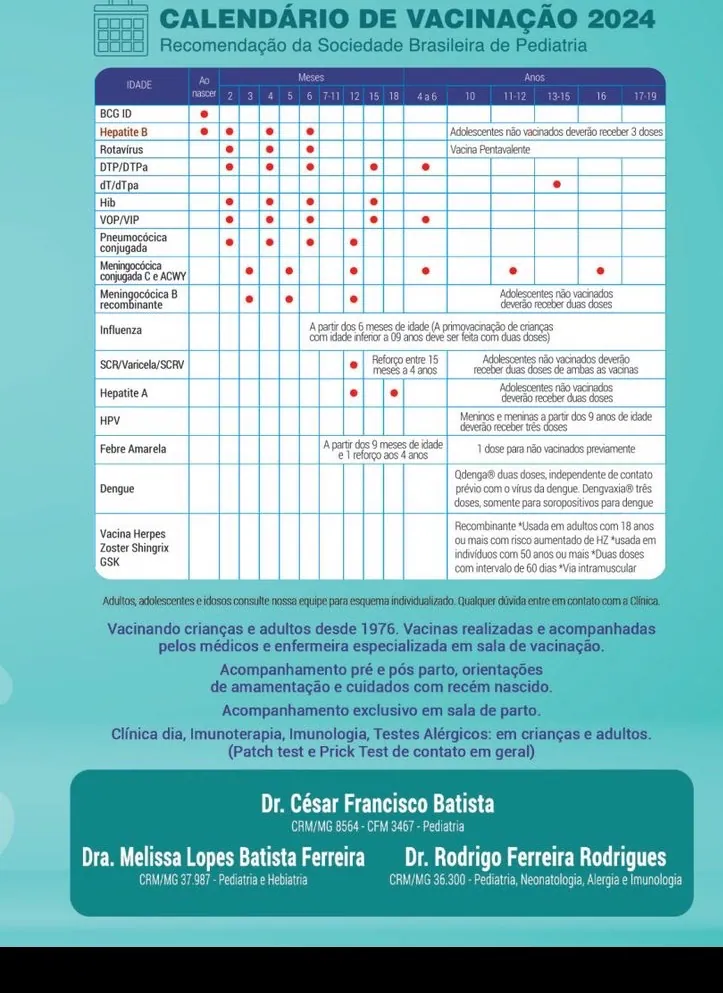 CALENDÁRIO DE VACINAÇÃO 2024
Recomendação da Sociedade Brasileira de Pediatria
IDADE
Ao nascer
Meses
Anos
2 3 4 5 6 7-11 12 15 18 4 a 6 10 11-12 13-15 16 17-19
BCG ID
Hepatite B
Adolescentes não vacinados deverão receber 3 doses
Rotavírus
Vacina Pentavalente
DTP/DTPa
dT/dTpa
Hib
VOP/VIP
Pneumocócica
conjugada
Meningocócica
conjugada C e ACWY
Meningocócica B
recombinante
Adolescentes não vacinados
deverão receber duas doses
Influenza
A partir dos 6 meses de idade (A primovacinação de crianças
com idade inferior a 09 anos deve ser feita com duas doses)
SCR/Varicela/SCRV
Reforço entre 15
meses a 4 anos
Adolescentes não vacinados deverão
receber duas doses de ambas as vacinas
Hepatite A
Adolescentes não vacinados
deverão receber duas doses
HPV
Meninos e meninas a partir dos 9 anos de idade
deverão receber três doses
Febre Amarela
A partir dos 9 meses de idade
e 1 reforço aos 4 anos
1 dose para não vacinados previamente
Dengue
Qdenga® duas doses, independente de contato
prévio com o vírus da dengue. Dengvaxia® três
doses, somente para soropositivos para dengue
Vacina Herpes
Zoster Shingrix
GSK
Recombinante *Usada em adultos com 18 anos
ou mais com risco aumentado de HZ *usada em
indivíduos com 50 anos ou mais *Duas doses
com intervalo de 60 dias *Via intramuscular
Adultos, adolescentes e idosos consulte nossa equipe para esquema individualizado. Qualquer dúvida entre em contato com a Clínica.
Vacinando crianças e adultos desde 1976. Vacinas realizadas e acompanhadas
pelos médicos e enfermeira especializada em sala de vacinação.
Acompanhamento pré e pós parto, orientações
de amamentação e cuidados com recém nascido.
Acompanhamento exclusivo em sala de parto.
Clínica dia, Imunoterapia, Imunologia, Testes Alérgicos: em crianças e adultos.
(Patch test e Prick Test de contato em geral)
Dr. César Francisco Batista
CRM/MG 8564 - CFM 3467 - Pediatria
Dra. Melissa Lopes Batista Ferreira
CRM/MG 37.987 - Pediatria e Hebiatria
Dr. Rodrigo Ferreira Rodrigues
CRM/MG 36.300 - Pediatria, Neonatologia, Alergia e Imunologia